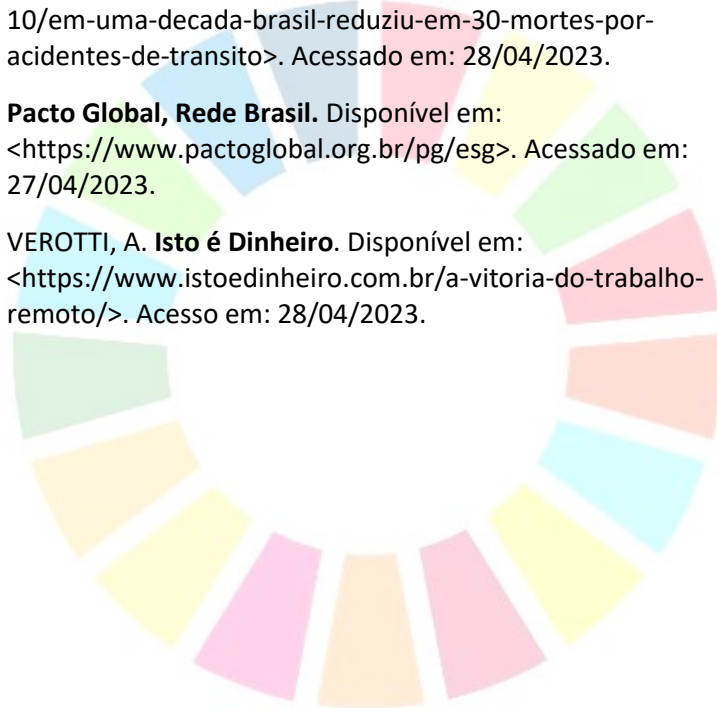 10/em-uma-decada-brasil-reduziu-em-30-mortes-por-
acidentes-de-transito>. Acessado em: 28/04/2023.
Pacto Global, Rede Brasil. Disponível em:
<https://www.pactoglobal.org.br/pg/esg>. Acessado em:
27/04/2023.
VEROTTI, A. Isto é Dinheiro. Disponível em:
<https://www.istoedinheiro.com.br/a-vitoria-do-trabalho-
remoto/>. Acesso em: 28/04/2023.